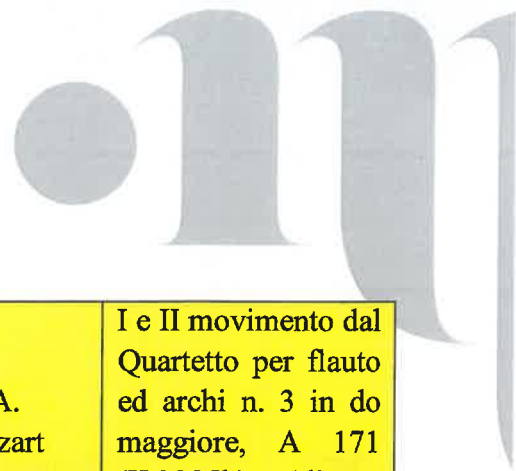 A.
zart
I e II movimento dal
Quartetto per flauto
ed archi n. 3 in do
maggiore, A 171